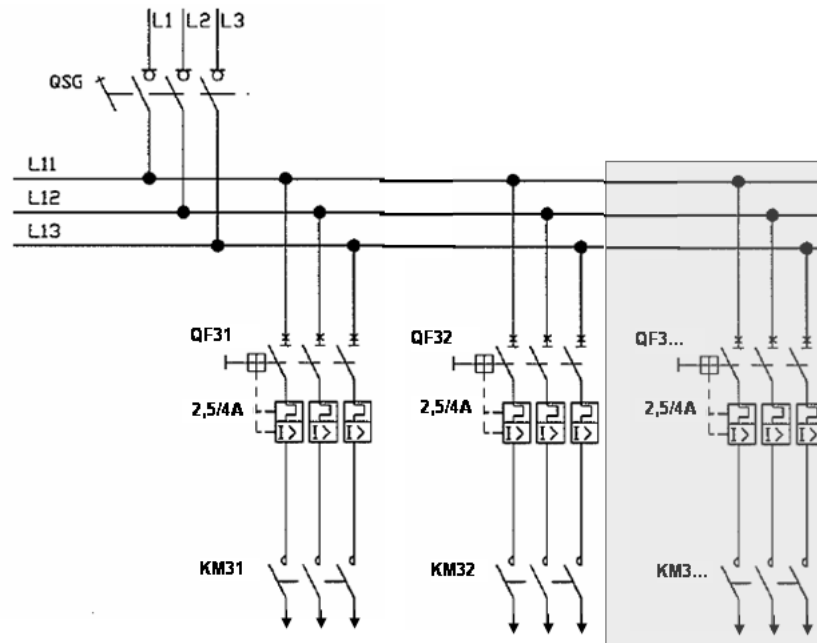 L1 L2 L3
QSG
L11
L12
L13
QF31 QF32 QF3...
2,5/4A 2,5/4A 2,5/4A
I> I> I> I> I> I> I> I> I>
KM31 KM32 KM3...